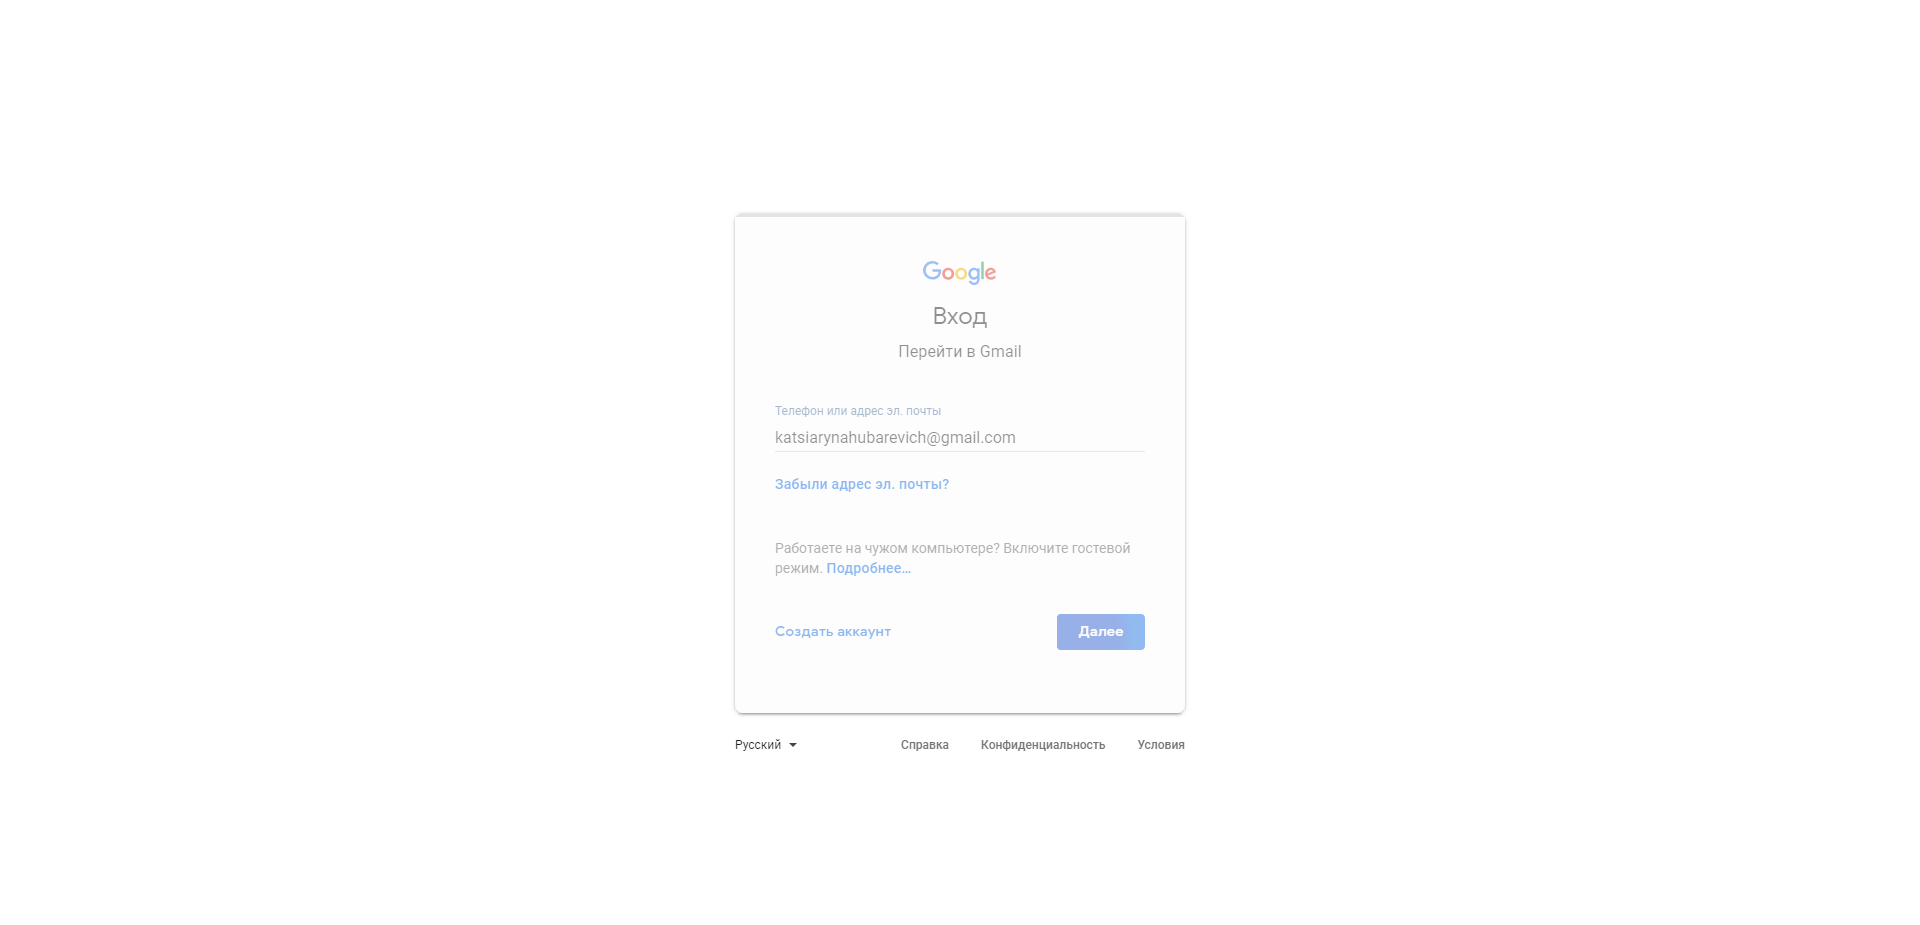 Google
Вход
Перейти в Gmail
Телефон или адрес эл. почты
katsiarynahubarevich@gmail.com
Забыли адрес эл. почты?
Работаете на чужом компьютере? Включите гостевой
режим. Подробнее…
Создать аккаунт Далее
Русский Справка Конфиденциальность Условия